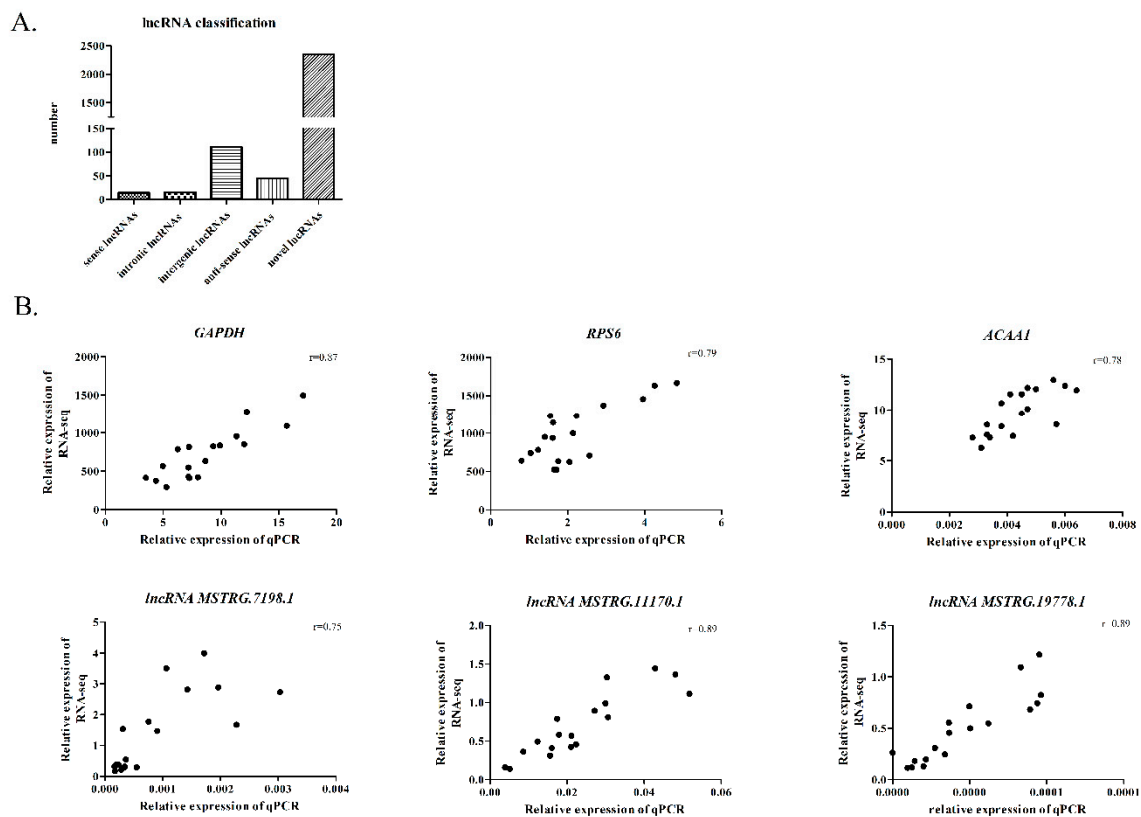 A.
lncRNA classification
2500
2000
1500
150
100
50
0
number
sense lncRNAs
intronic lncRNAs
intergenic lncRNAs
anti-sense lncRNAs
novel lncRNAs
B.
GAPDH
r=0.87
Relative expression of
RNA-seq
2000
1500
1000
500
0
0 5 10 15 20
Relative expression of qPCR
RPS6
r=0.79
Relative expression of
RNA-seq
2000
1500
1000
500
0
0 2 4 6
Relative expression of qPCR
ACAA1
r=0.78
Relative expression of
RNA-seq
15
10
5
0
0.000 0.002 0.004 0.006 0.008
Relative expression of qPCR
lncRNA MSTRG.7198.1
r=0.75
Relative expression of
RNA-seq
5
4
3
2
1
0
0.000 0.001 0.002 0.003 0.004
Relative expression of qPCR
lncRNA MSTRG.11170.1
r=0.89
Relative expression of
RNA-seq
2.0
1.5
1.0
0.5
0.0
0.00 0.02 0.04 0.06
Relative expression of qPCR
lncRNA MSTRG.19778.1
r=0.89
Relative expression of
RNA-seq
1.5
1.0
0.5
0.0
0.0000 0.0000 0.0001 0.0001
relative expression of qPCR